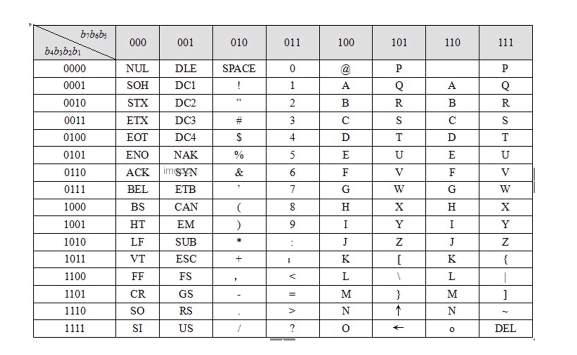 b₇b₆b₅
b₄b₃b₂b₁ 000 001 010 011 100 101 110 111
0000 NUL DLE SPACE 0 @ P P
0001 SOH DC1 ! 1 A Q A Q
0010 STX DC2 " 2 B R B R
0011 ETX DC3 # 3 C S C S
0100 EOT DC4 $ 4 D T D T
0101 ENO NAK % 5 E U E U
0110 ACK SYN & 6 F V F V
0111 BEL ETB ' 7 G W G W
1000 BS CAN ( 8 H X H X
1001 HT EM ) 9 I Y I Y
1010 LF SUB * : J Z J Z
1011 VT ESC + ; K [ K {
1100 FF FS , < L \ L |
1101 CR GS - = M } M ]
1110 SO RS . > N ↑ N ~
1111 SI US / ? O ← o DEL